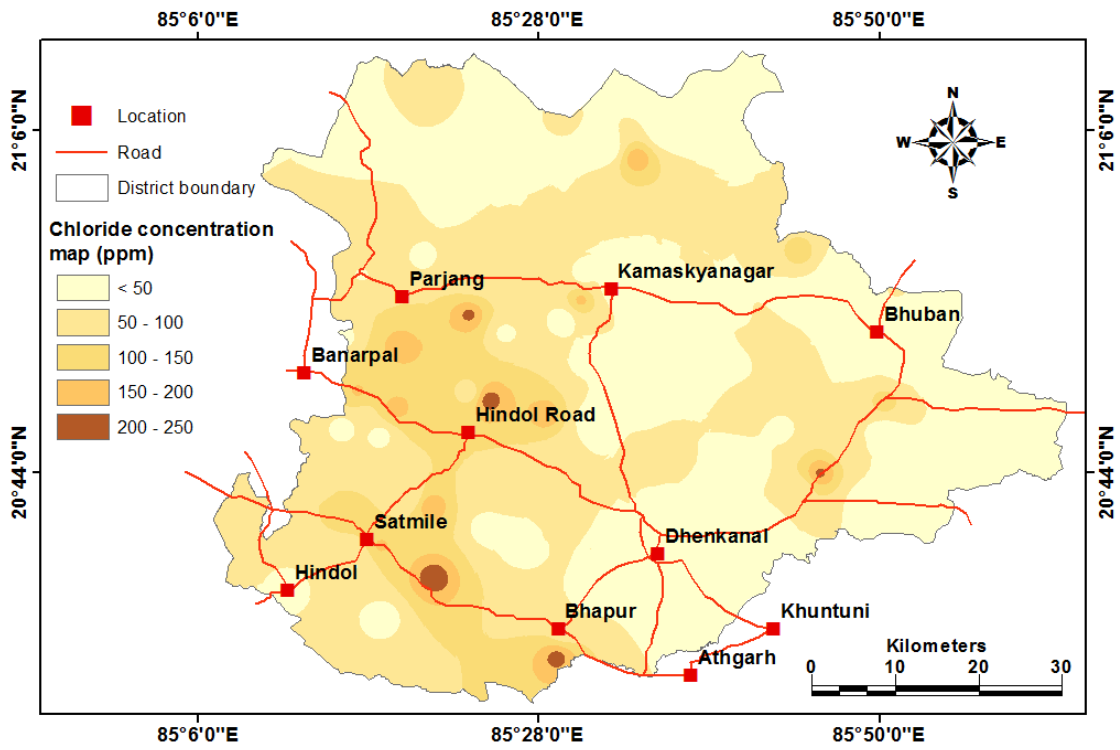 85°6'0"E
85°28'0"E
85°50'0"E
21°6'0"N
21°6'0"N
Location
Road
District boundary
Chloride concentration
map (ppm)
< 50
50 - 100
100 - 150
150 - 200
200 - 250
N
W
E
S
Parjang
Kamaskyanagar
Bhuban
Banarpal
Hindol Road
20°44'0"N
20°44'0"N
Satmile
Dhenkanal
Hindol
Bhapur
Khuntuni
Athgarh
Kilometers
0
10
20
30
85°6'0"E
85°28'0"E
85°50'0"E